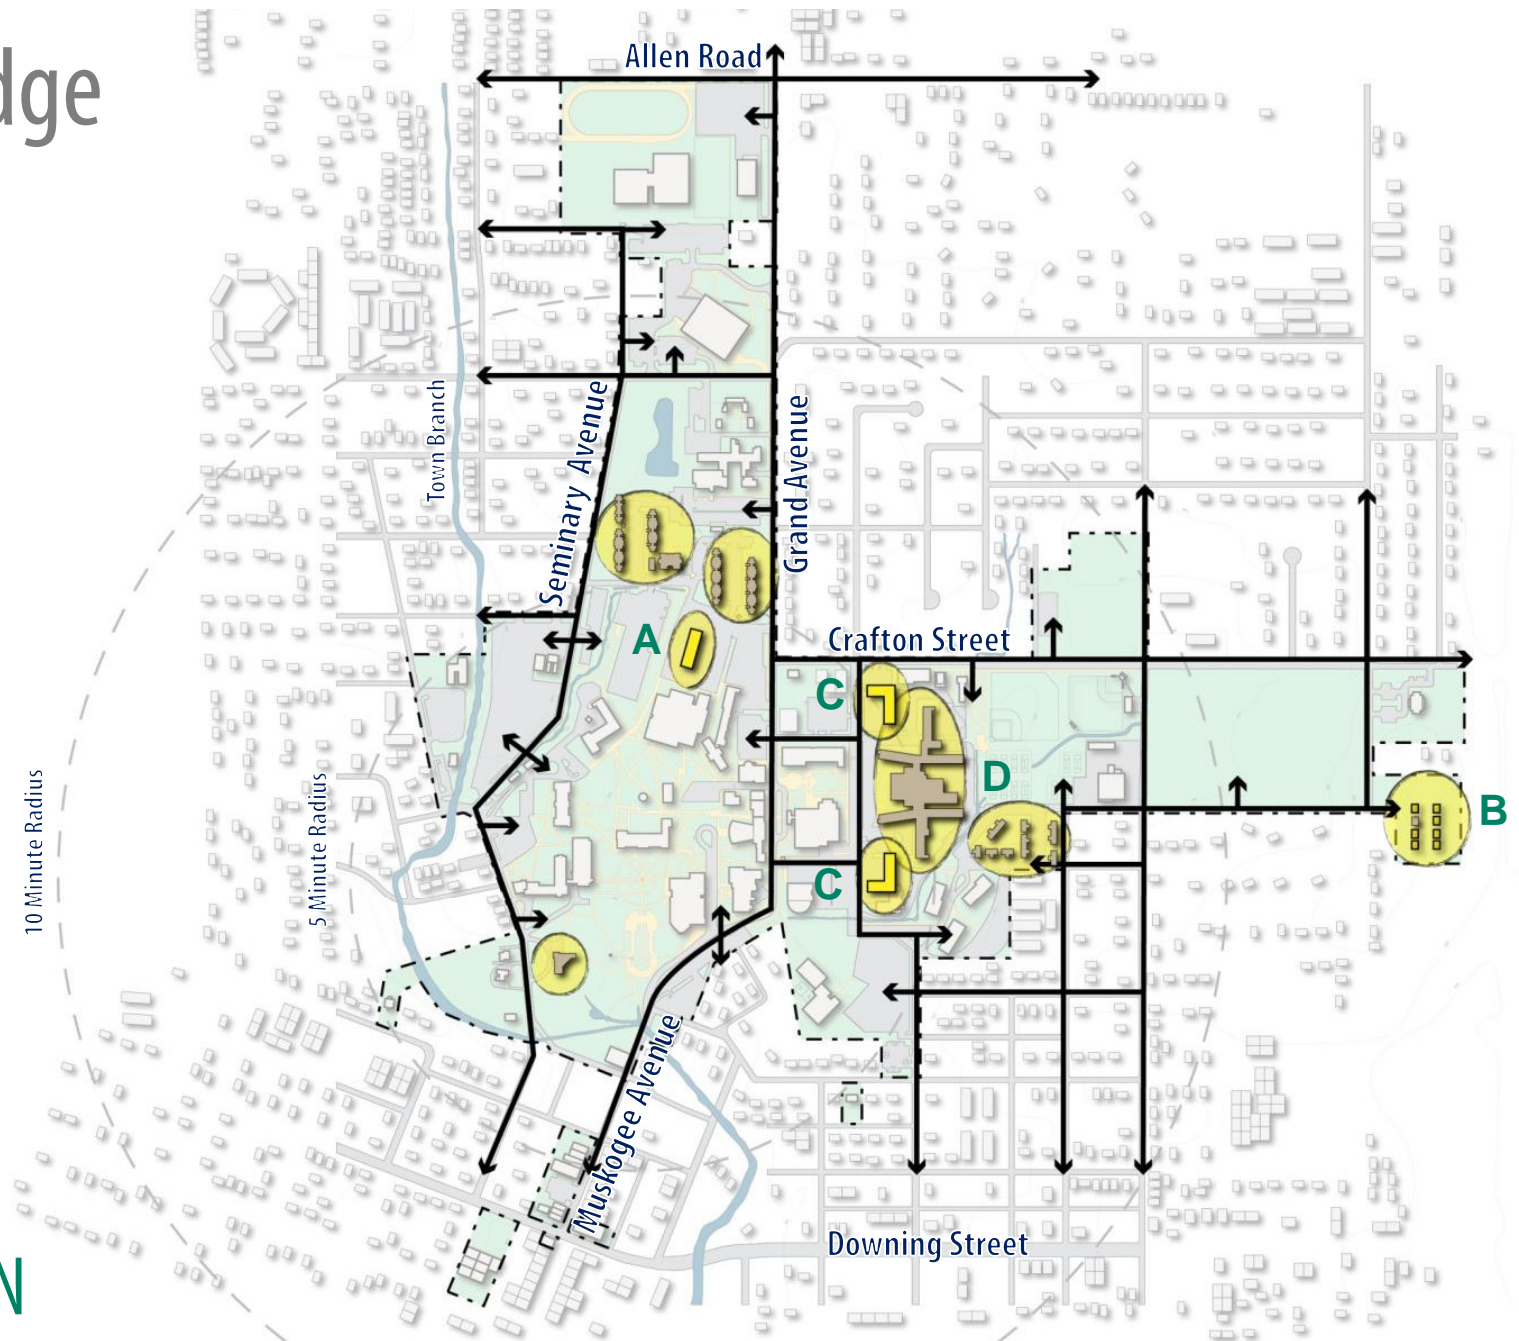 dge
Allen Road
Town Branch
Seminary Avenue
Grand Avenue
A
Crafton Street
C
D
B
10 Minute Radius
5 Minute Radius
C
Muskogee Avenue
Downing Street
N